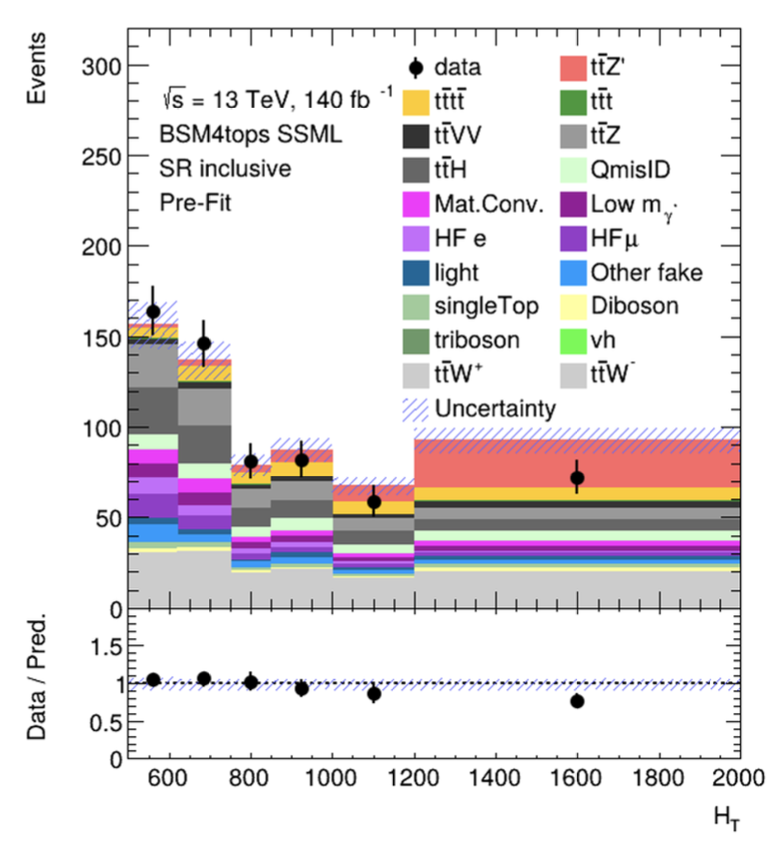 Events
300
250
200
150
100
50
0
√s = 13 TeV, 140 fb⁻¹
BSM4tops SSML
SR inclusive
Pre-Fit
data
tt̄Z'
tt̄tt̄
tt̄t
tt̄VV
tt̄Z
tt̄H
QmisID
Mat.Conv.
Low m_γ*
HF e
HFμ
light
Other fake
singleTop
Diboson
triboson
vh
tt̄W⁺
tt̄W⁻
Uncertainty
Data / Pred.
1.5
1
0.5
0
600 800 1000 1200 1400 1600 1800 2000
H_T